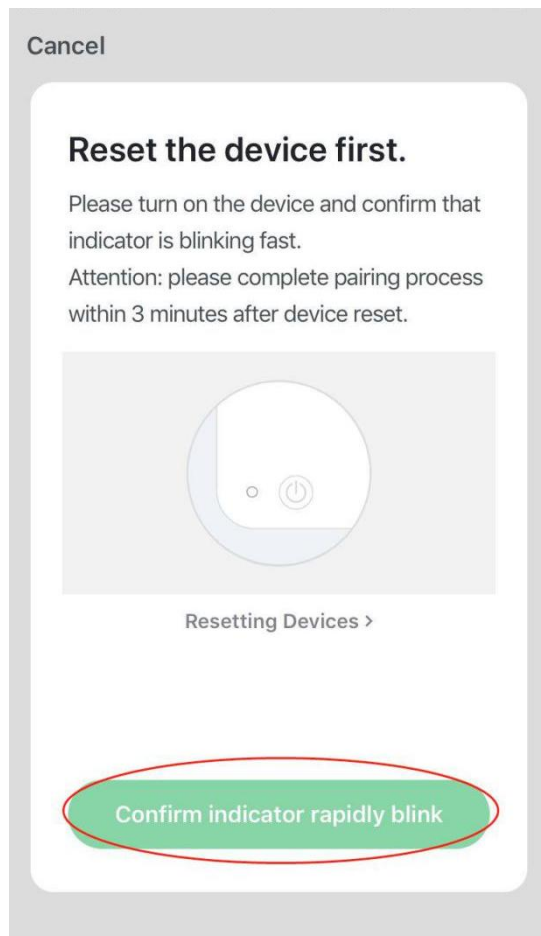 Cancel
Reset the device first.
Please turn on the device and confirm that
indicator is blinking fast.
Attention: please complete pairing process
within 3 minutes after device reset.
Resetting Devices >
Confirm indicator rapidly blink